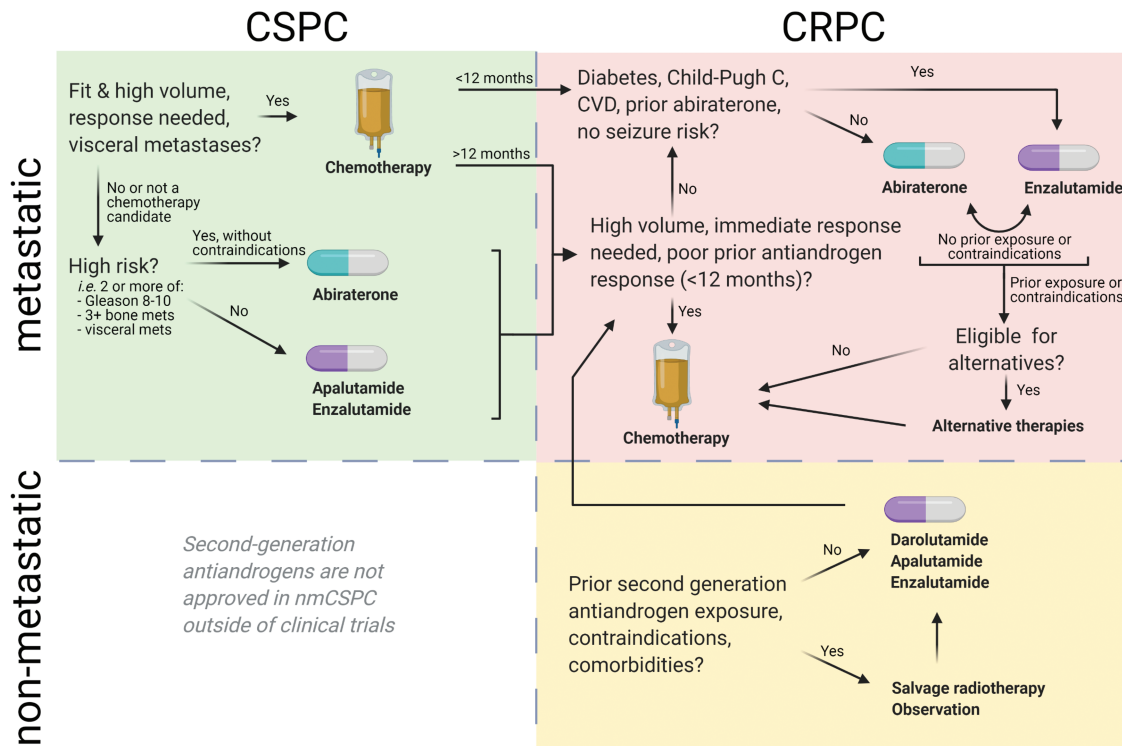 CSPC
CRPC
metastatic
Fit & high volume,
response needed,
visceral metastases?
Yes
Chemotherapy
<12 months
>12 months
No or not a
chemotherapy
candidate
High risk?
i.e. 2 or more of:
- Gleason 8-10
- 3+ bone mets
- visceral mets
Yes, without
contraindications
Abiraterone
No
Apalutamide
Enzalutamide
Diabetes, Child-Pugh C,
CVD, prior abiraterone,
no seizure risk?
Yes
No
Abiraterone
Enzalutamide
No
High volume, immediate response
needed, poor prior antiandrogen
response (<12 months)?
Yes
Chemotherapy
No prior exposure or
contraindications
Prior exposure or
contraindications
Eligible for
alternatives?
No
Yes
Alternative therapies
non-metastatic
Second-generation
antiandrogens are not
approved in nmCSPC
outside of clinical trials
Prior second generation
antiandrogen exposure,
contraindications,
comorbidities?
No
Darolutamide
Apalutamide
Enzalutamide
Yes
Salvage radiotherapy
Observation